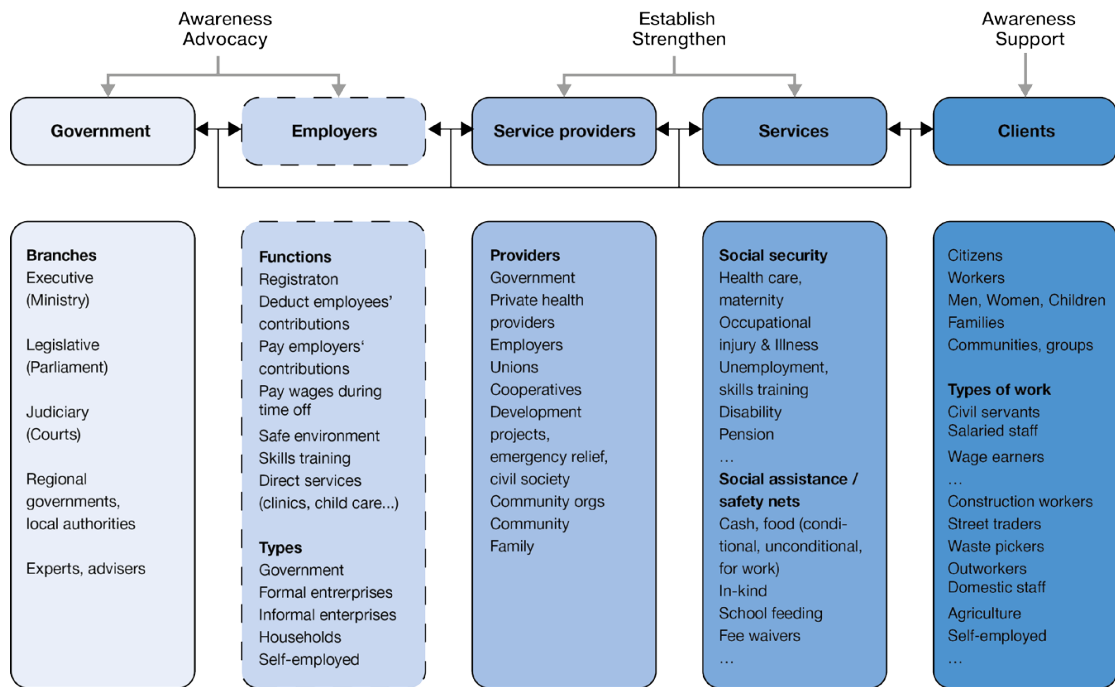 Awareness
Advocacy
Establish
Strengthen
Awareness
Support
Government
Employers
Service providers
Services
Clients
Branches
Executive
(Ministry)
Legislative
(Parliament)
Judiciary
(Courts)
Regional
governments,
local authorities
Experts, advisers
Functions
Registraton
Deduct employees’
contributions
Pay employers‘
contributions
Pay wages during
time off
Safe environment
Skills training
Direct services
(clinics, child care...)
Types
Government
Formal entrerprises
Informal enterprises
Households
Self-employed
Providers
Government
Private health
providers
Employers
Unions
Cooperatives
Development
projects,
emergency relief,
civil society
Community orgs
Community
Family
Social security
Health care,
maternity
Occupational
injury & Illness
Unemployment,
skills training
Disability
Pension
…
Social assistance /
safety nets
Cash, food (condi-
tional, unconditional,
for work)
In-kind
School feeding
Fee waivers
…
Citizens
Workers
Men, Women, Children
Families
Communities, groups
Types of work
Civil servants
Salaried staff
Wage earners
…
Construction workers
Street traders
Waste pickers
Outworkers
Domestic staff
Agriculture
Self-employed
…